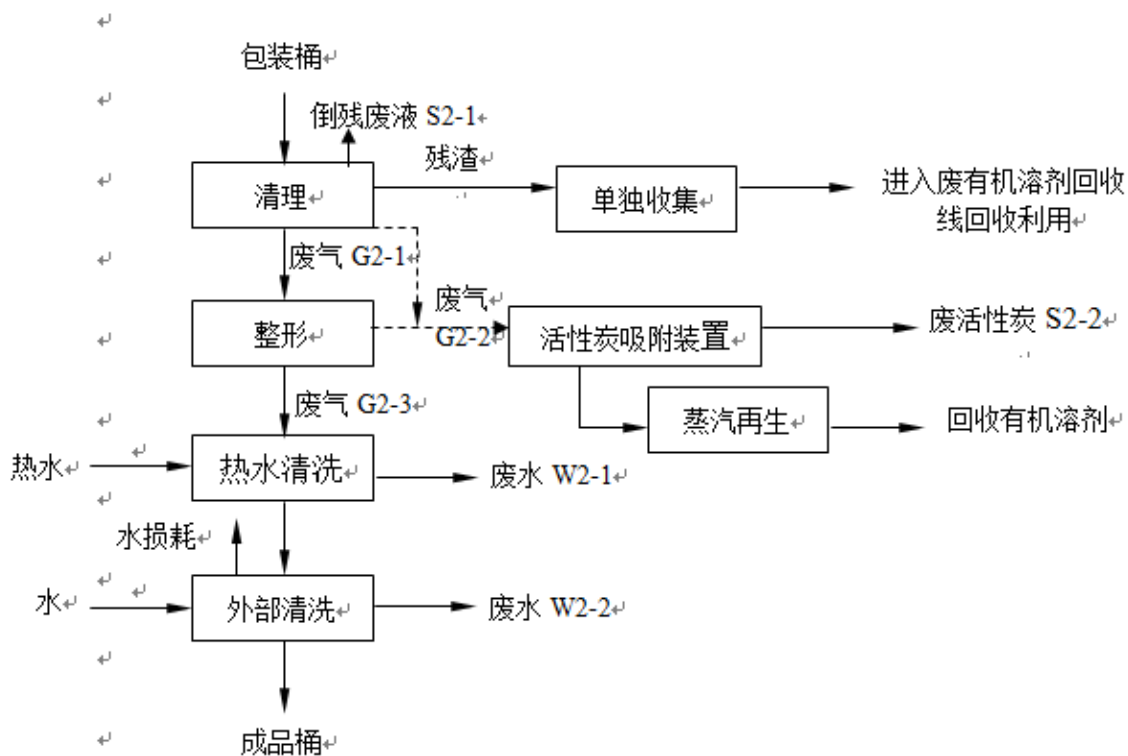 包装桶
倒残废液 S2-1
残渣
清理
单独收集
进入废有机溶剂回收
线回收利用
废气 G2-1
废气
G2-2
整形
活性炭吸附装置
废活性炭 S2-2
废气 G2-3
蒸汽再生
回收有机溶剂
热水
热水清洗
废水 W2-1
水损耗
水
外部清洗
废水 W2-2
成品桶